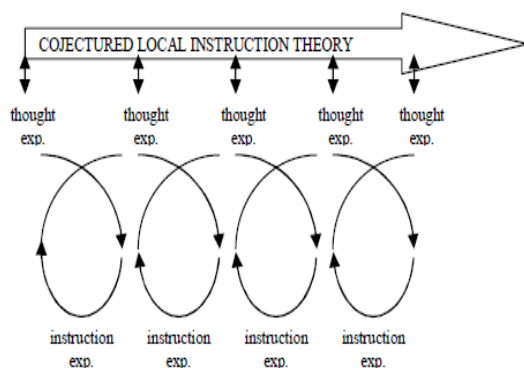 COJECTURED LOCAL INSTRUCTION THEORY
thought thought thought thought thought
exp. exp. exp. exp. exp.
instruction instruction instruction instruction
exp. exp. exp. exp.